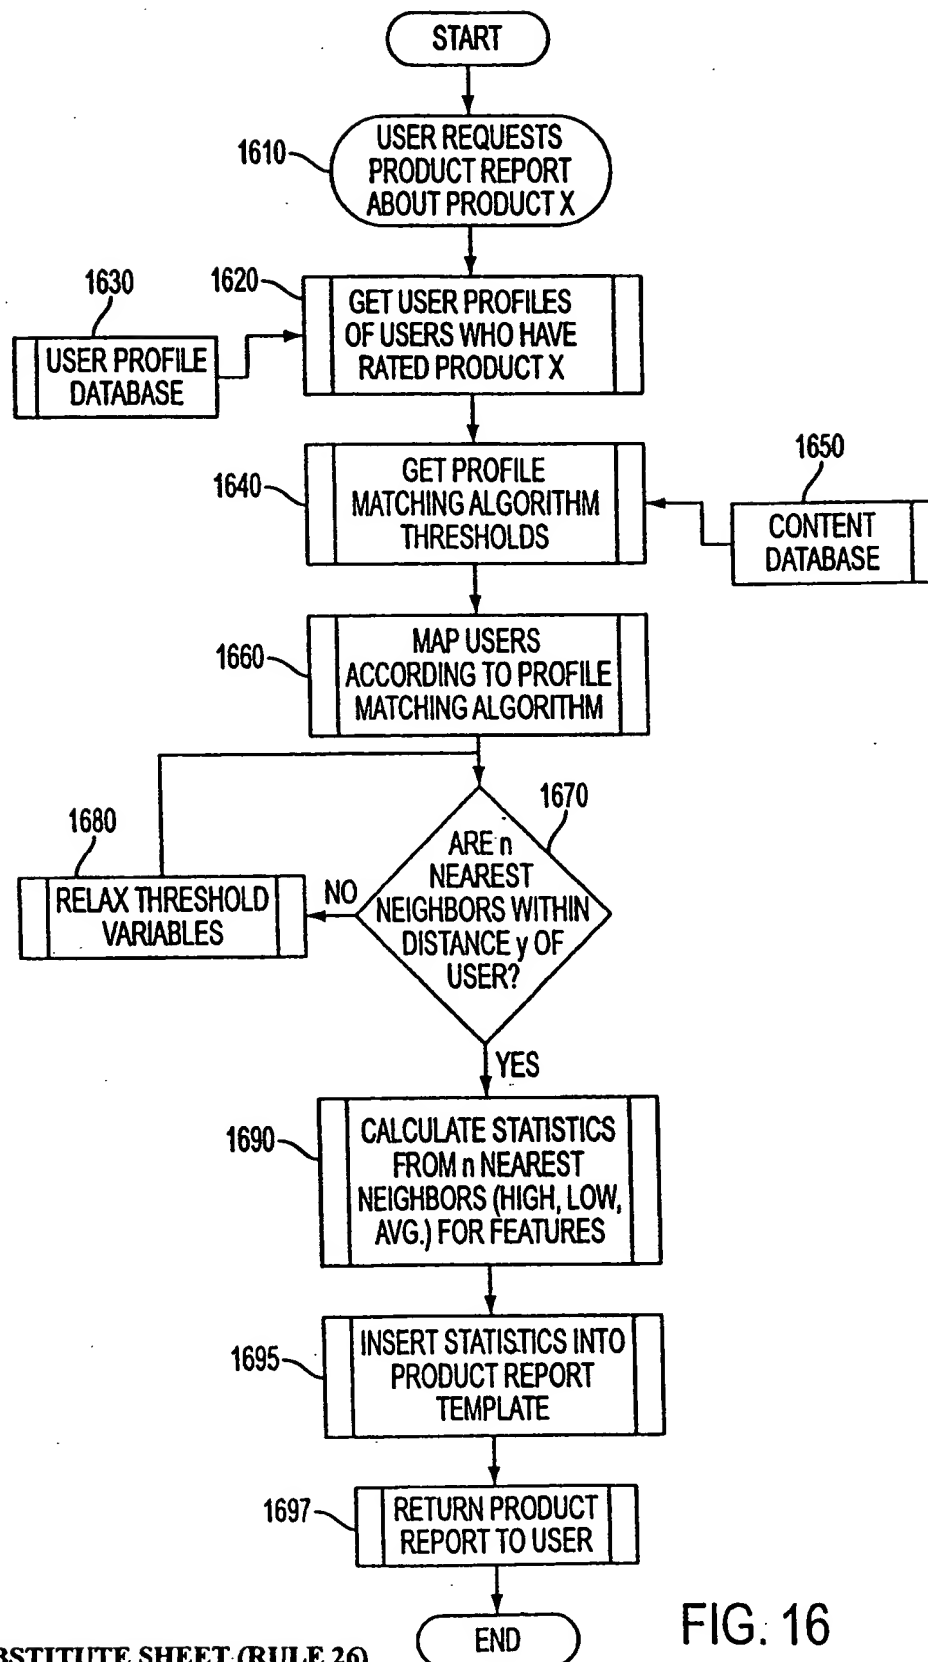 START
1610
USER REQUESTS
PRODUCT REPORT
ABOUT PRODUCT X
1630
1620
GET USER PROFILES
OF USERS WHO HAVE
RATED PRODUCT X
USER PROFILE
DATABASE
1640
GET PROFILE
MATCHING ALGORITHM
THRESHOLDS
1650
CONTENT
DATABASE
1660
MAP USERS
ACCORDING TO PROFILE
MATCHING ALGORITHM
1670
ARE n
NEAREST
NEIGHBORS WITHIN
DISTANCE y OF
USER?
1680
RELAX THRESHOLD
VARIABLES
NO
YES
1690
CALCULATE STATISTICS
FROM n NEAREST
NEIGHBORS (HIGH, LOW,
AVG.) FOR FEATURES
1695
INSERT STATISTICS INTO
PRODUCT REPORT
TEMPLATE
1697
RETURN PRODUCT
REPORT TO USER
END
FIG. 16
BSTITUTE SHEET (RULE 26)